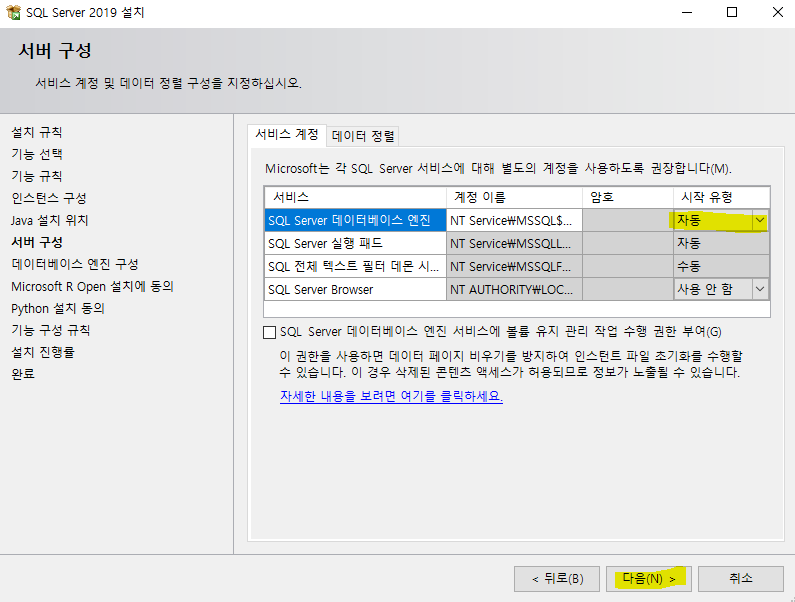 SQL Server 2019 설치
서버 구성
서비스 계정 및 데이터 정렬 구성을 지정하십시오.
설치 규칙
기능 선택
기능 규칙
인스턴스 구성
Java 설치 위치
서버 구성
데이터베이스 엔진 구성
Microsoft R Open 설치에 동의
Python 설치 동의
기능 구성 규칙
설치 진행률
완료
서비스 계정 데이터 정렬
Microsoft는 각 SQL Server 서비스에 대해 별도의 계정을 사용하도록 권장합니다(M).
서비스 계정 이름 암호 시작 유형
SQL Server 데이터베이스 엔진 NT Service₩MSSQL$... 자동
SQL Server 실행 패드 NT Service₩MSSQLL... 자동
SQL 전체 텍스트 필터 데몬 시... NT Service₩MSSQLF... 수동
SQL Server Browser NT AUTHORITY₩LOC... 사용 안 함
SQL Server 데이터베이스 엔진 서비스에 볼륨 유지 관리 작업 수행 권한 부여(G)
이 권한을 사용하면 데이터 페이지 비우기를 방지하여 인스턴트 파일 초기화를 수행할
수 있습니다. 이 경우 삭제된 콘텐츠 액세스가 허용되므로 정보가 노출될 수 있습니다.
자세한 내용을 보려면 여기를 클릭하세요.
< 뒤로(B) 다음(N) > 취소